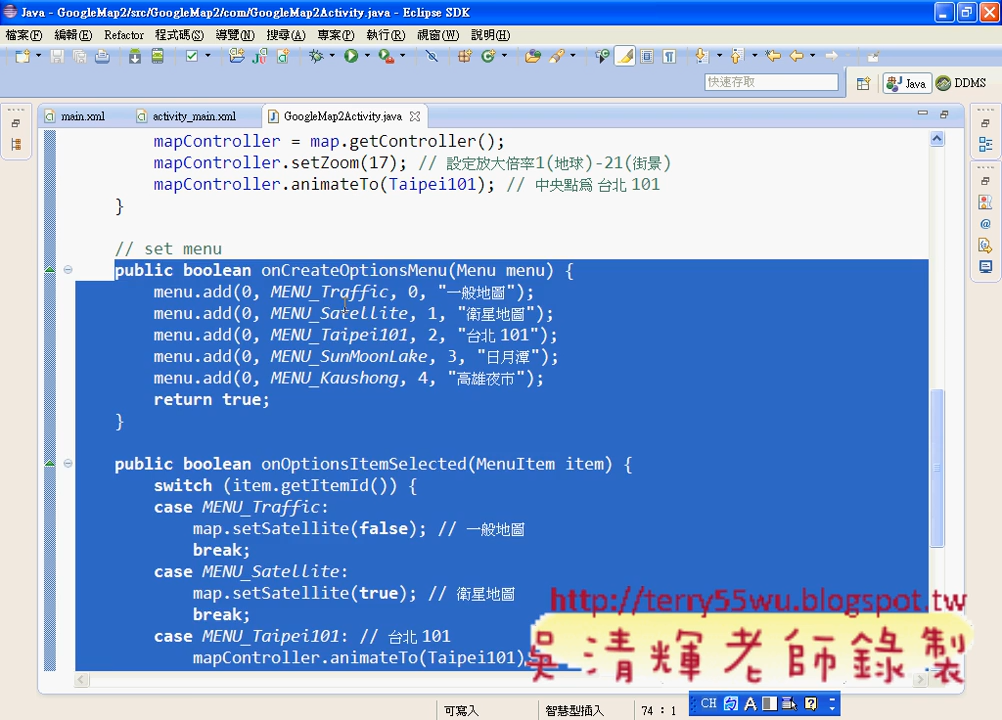 Java - GoogleMap2/src/GoogleMap2/com/GoogleMap2Activity.java - Eclipse SDK
檔案(F) 編輯(E) Refactor 程式碼(S) 導覽(N) 搜尋(A) 專案(P) 執行(R) 視窗(W) 說明(H)
快速存取 Java DDMS
main.xml activity_main.xml GoogleMap2Activity.java
mapController = map.getController();
mapController.setZoom(17); // 設定放大倍率1(地球)-21(街景)
mapController.animateTo(Taipei101); // 中央點為 台北 101
}
// set menu
public boolean onCreateOptionsMenu(Menu menu) {
menu.add(0, MENU_Traffic, 0, "一般地圖");
menu.add(0, MENU_Satellite, 1, "衛星地圖");
menu.add(0, MENU_Taipei101, 2, "台北 101");
menu.add(0, MENU_SunMoonLake, 3, "日月潭");
menu.add(0, MENU_Kaushong, 4, "高雄夜市");
return true;
}
public boolean onOptionsItemSelected(MenuItem item) {
switch (item.getItemId()) {
case MENU_Traffic:
map.setSatellite(false); // 一般地圖
break;
case MENU_Satellite:
map.setSatellite(true); // 衛星地圖
break;
case MENU_Taipei101: // 台北 101
mapController.animateTo(Taipei101)
http://terry55wu.blogspot.tw
吳清輝老師錄製
可寫入 智慧型插入 74 : 1 CH